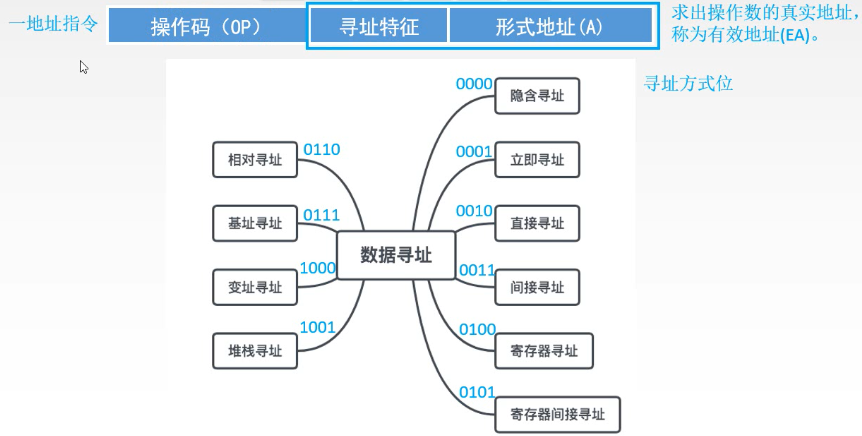 一地址指令
操作码（OP）
寻址特征
形式地址(A)
求出操作数的真实地址，
称为有效地址(EA)。
寻址方式位
数据寻址
0000
隐含寻址
0001
立即寻址
0010
直接寻址
0011
间接寻址
0100
寄存器寻址
0101
寄存器间接寻址
0110
相对寻址
0111
基址寻址
1000
变址寻址
1001
堆栈寻址